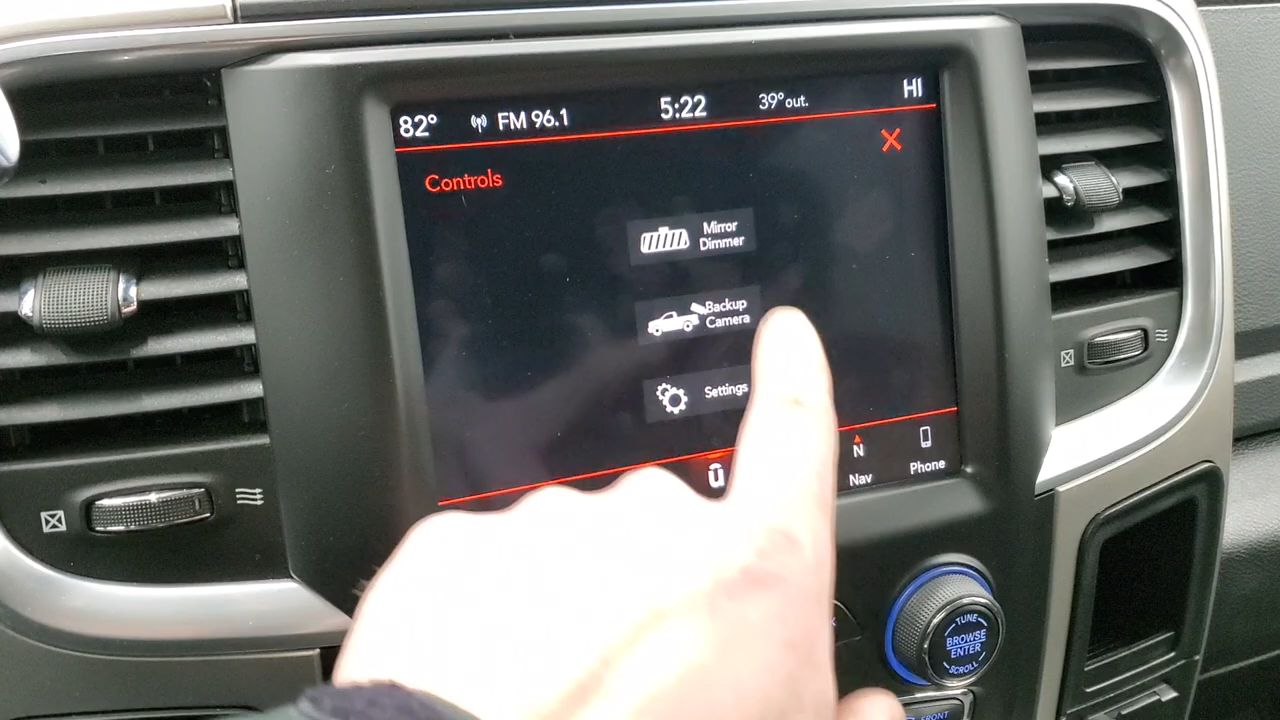 82° FM 96.1 5:22 39°out. HI
Controls
Mirror
Dimmer
Backup
Camera
Settings
û
N
Nav
Phone
TUNE
BROWSE
ENTER
SCROLL
FRONT